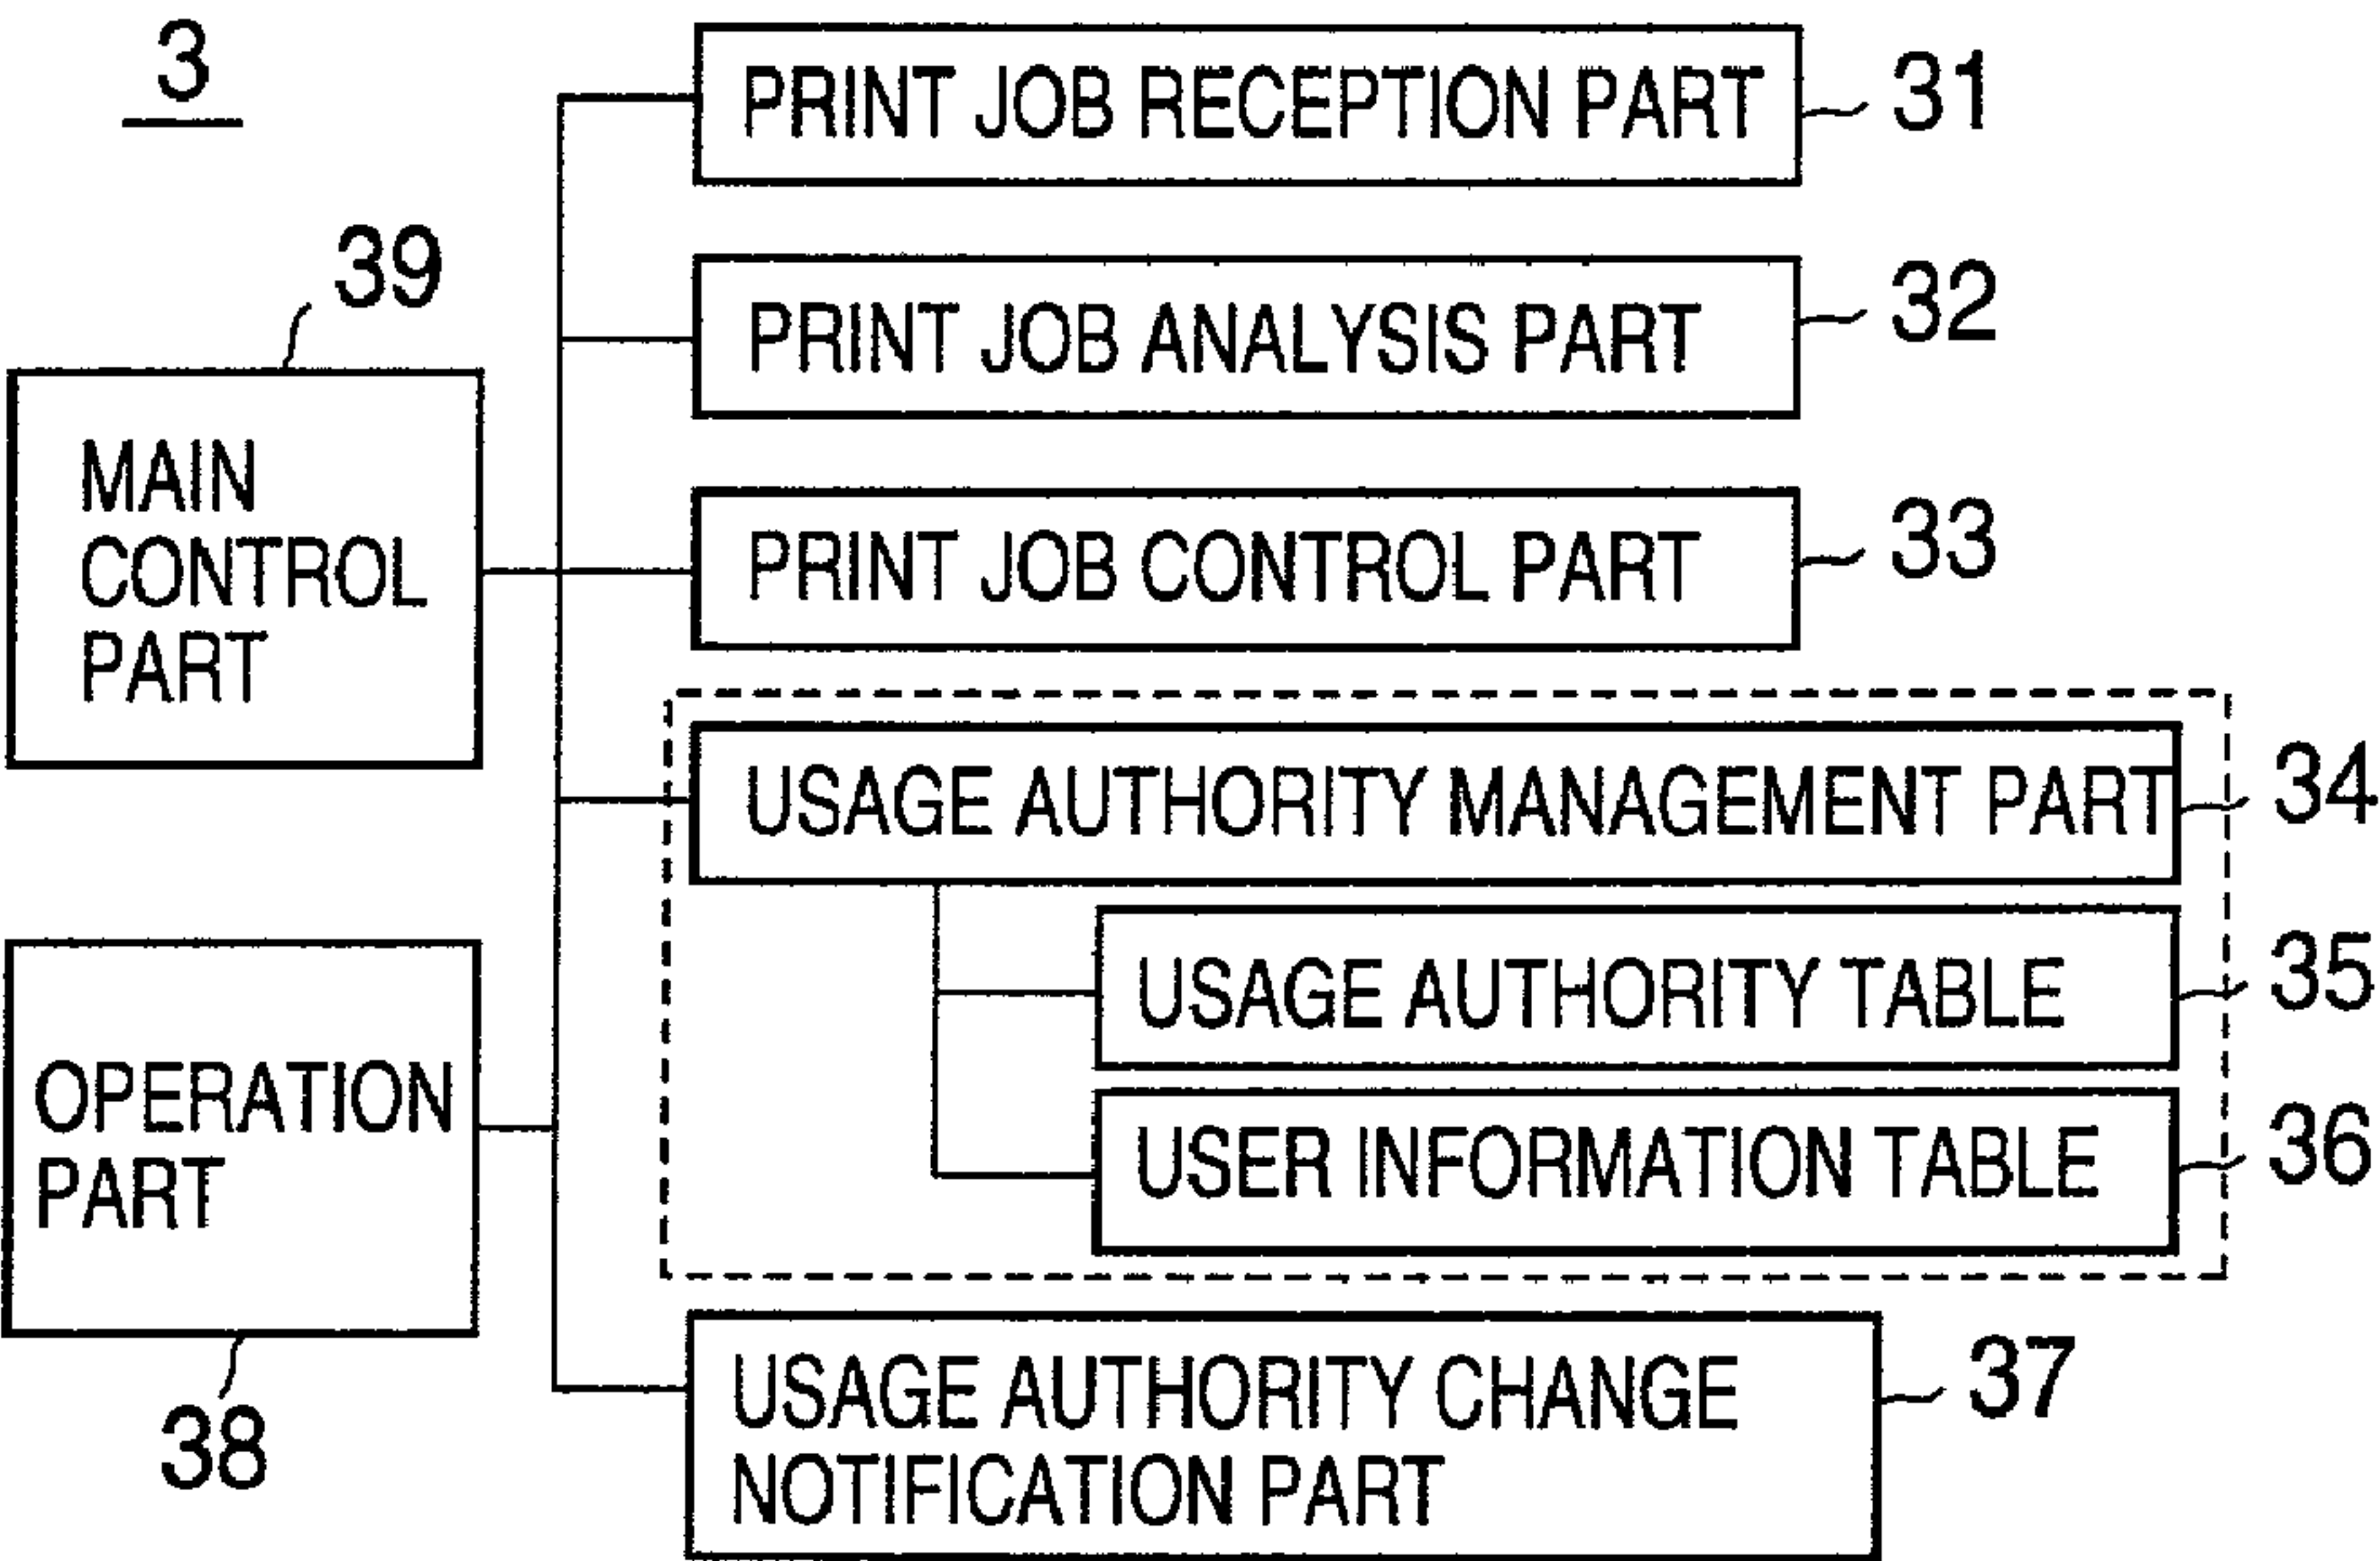 3
PRINT JOB RECEPTION PART
31
39
PRINT JOB ANALYSIS PART
32
MAIN
CONTROL
PART
PRINT JOB CONTROL PART
33
USAGE AUTHORITY MANAGEMENT PART
34
USAGE AUTHORITY TABLE
35
OPERATION
PART
USER INFORMATION TABLE
36
38
USAGE AUTHORITY CHANGE
NOTIFICATION PART
37